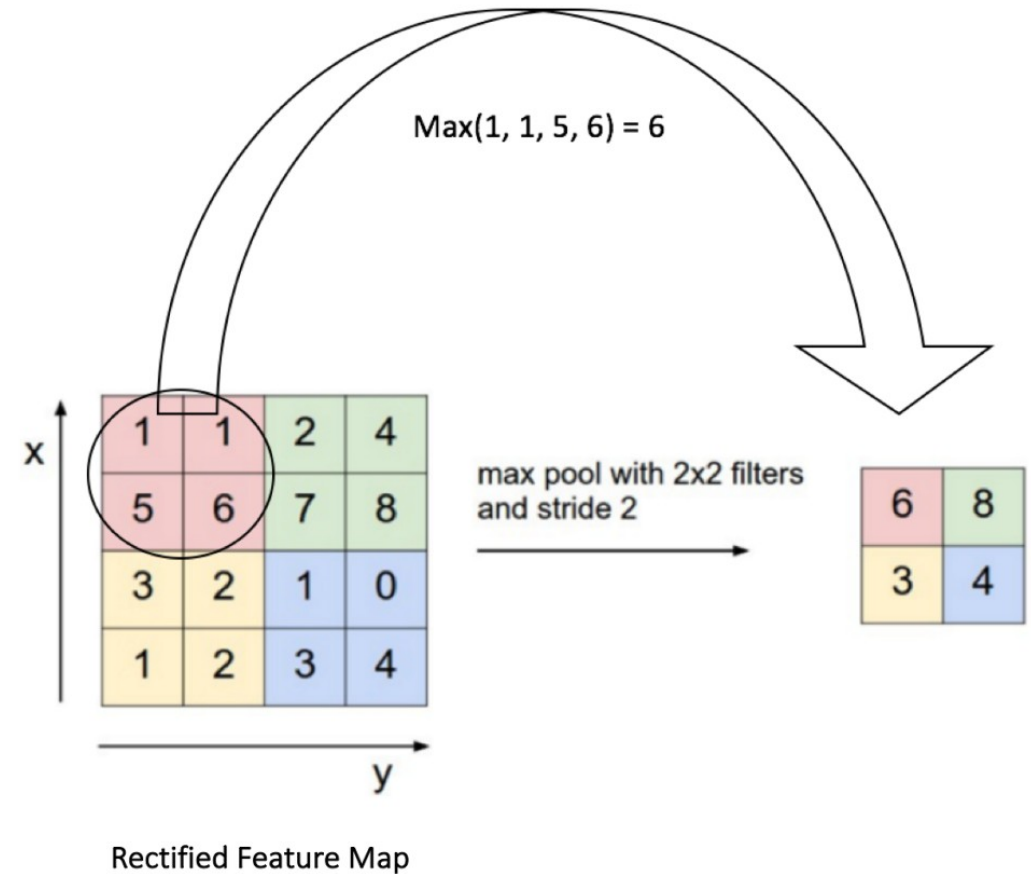 Max(1, 1, 5, 6) = 6
x
1 1 2 4
5 6 7 8
3 2 1 0
1 2 3 4
y
max pool with 2x2 filters
and stride 2
6 8
3 4
Rectified Feature Map